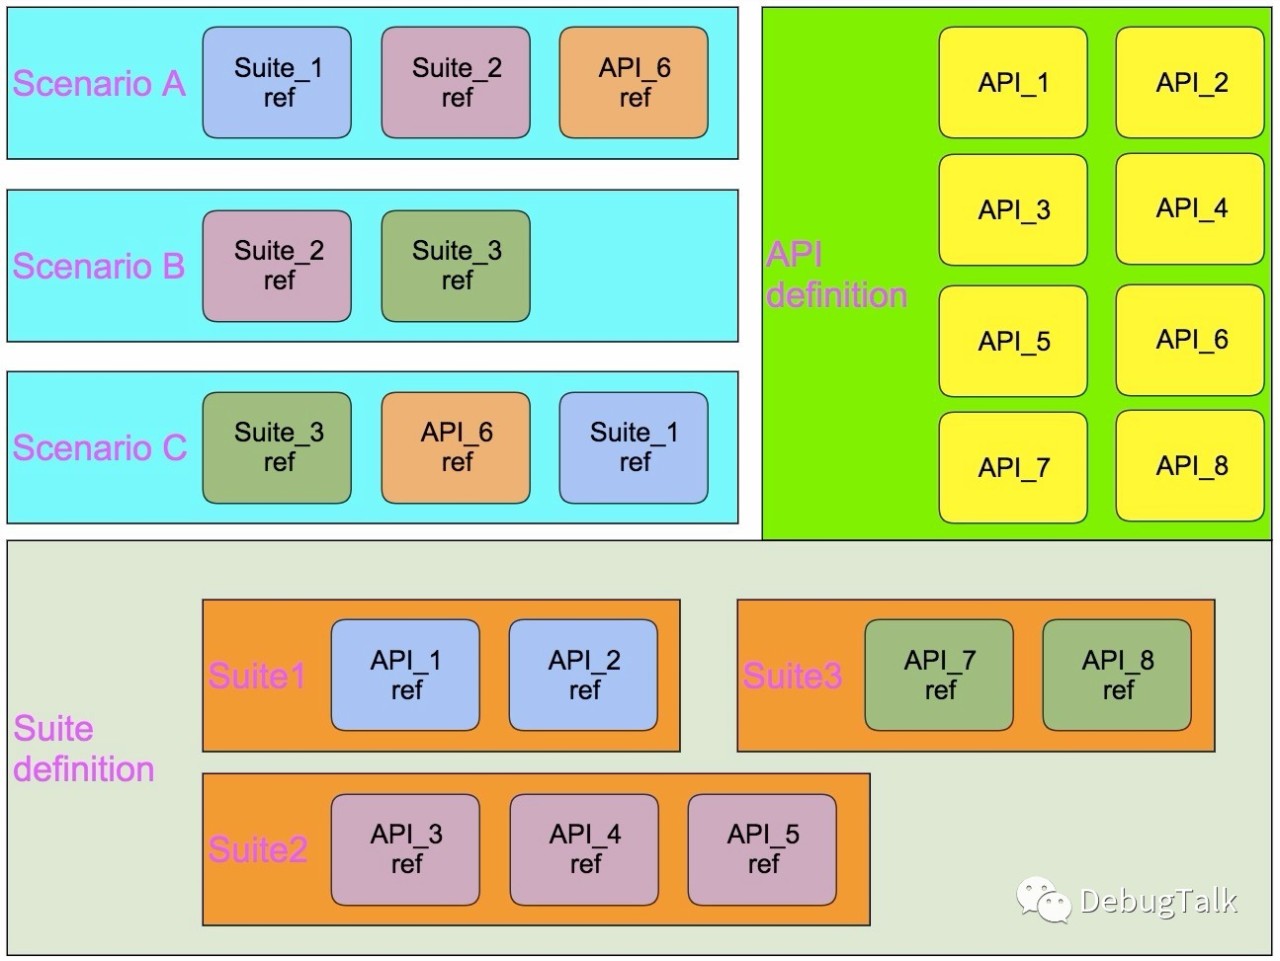 Scenario A
Suite_1
ref
Suite_2
ref
API_6
ref
Scenario B
Suite_2
ref
Suite_3
ref
Scenario C
Suite_3
ref
API_6
ref
Suite_1
ref
API
definition
API_1
API_2
API_3
API_4
API_5
API_6
API_7
API_8
Suite
definition
Suite1
API_1
ref
API_2
ref
Suite3
API_7
ref
API_8
ref
Suite2
API_3
ref
API_4
ref
API_5
ref
DebugTalk